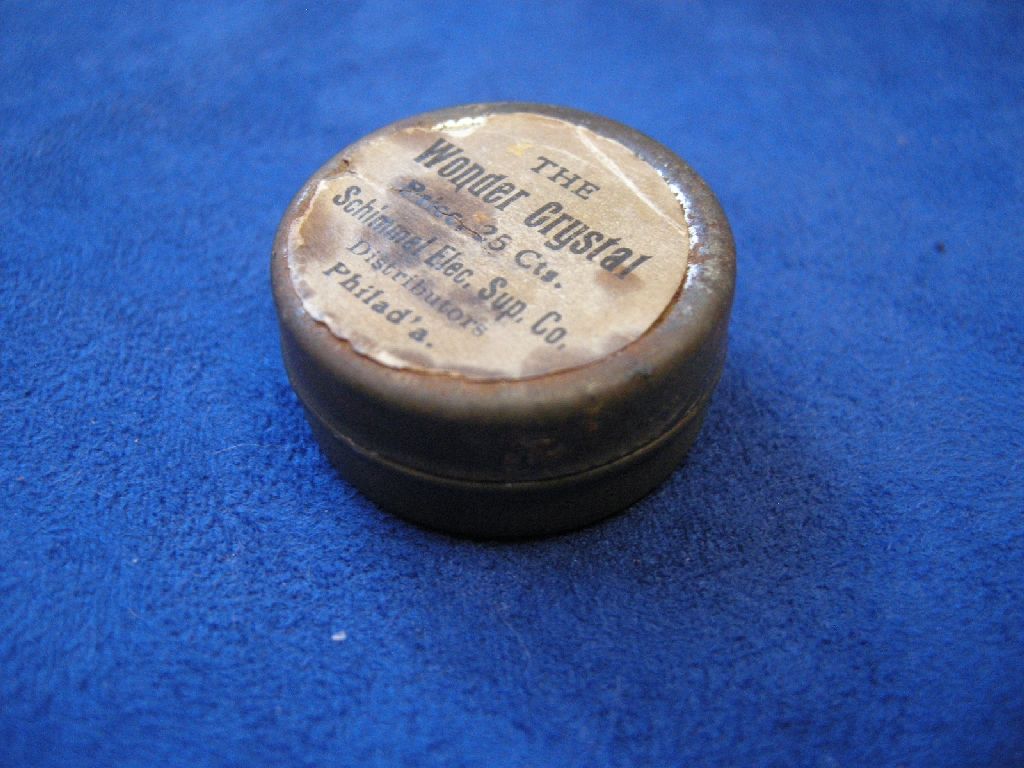 THE
Wonder Crystal
Price, 25 Cts.
Schimmel Elec. Sup. Co.
Distributors
Philad'a.